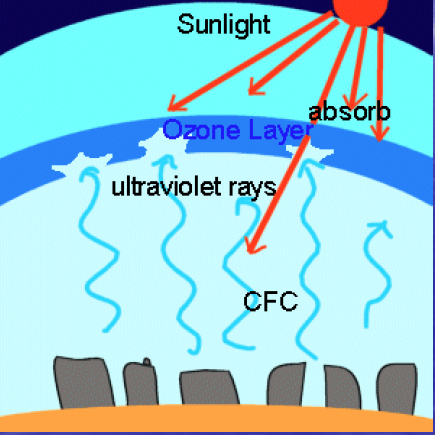 Sunlight
absorb
Ozone Layer
ultraviolet rays
CFC